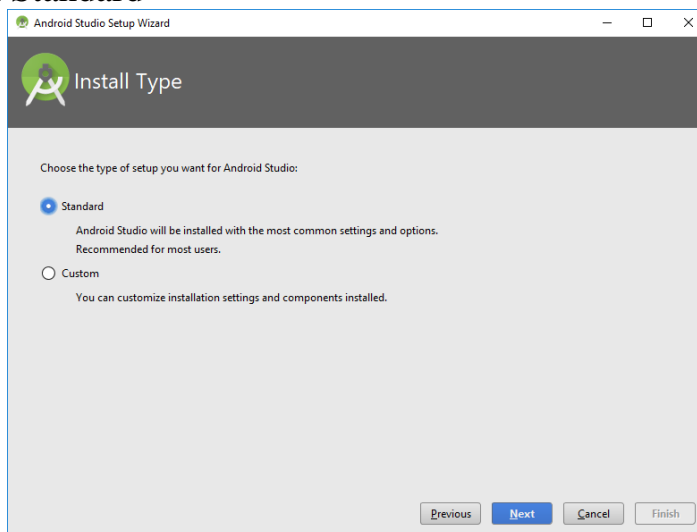 Standard
Android Studio Setup Wizard
Install Type
Choose the type of setup you want for Android Studio:
Standard
Android Studio will be installed with the most common settings and options.
Recommended for most users.
Custom
You can customize installation settings and components installed.
Previous Next Cancel Finish